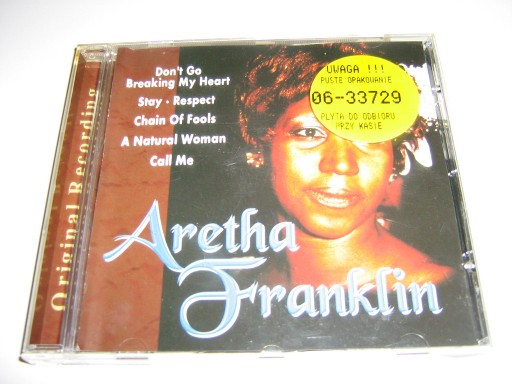 Don't Go
Breaking My Heart
Stay · Respect
Chain Of Fools
A Natural Woman
Call Me
UWAGA !!!
PUSTE OPAKOWANIE
06-33729
PŁYTA DO ODBIORU
PRZY KASIE
Aretha
Franklin
Original Recording